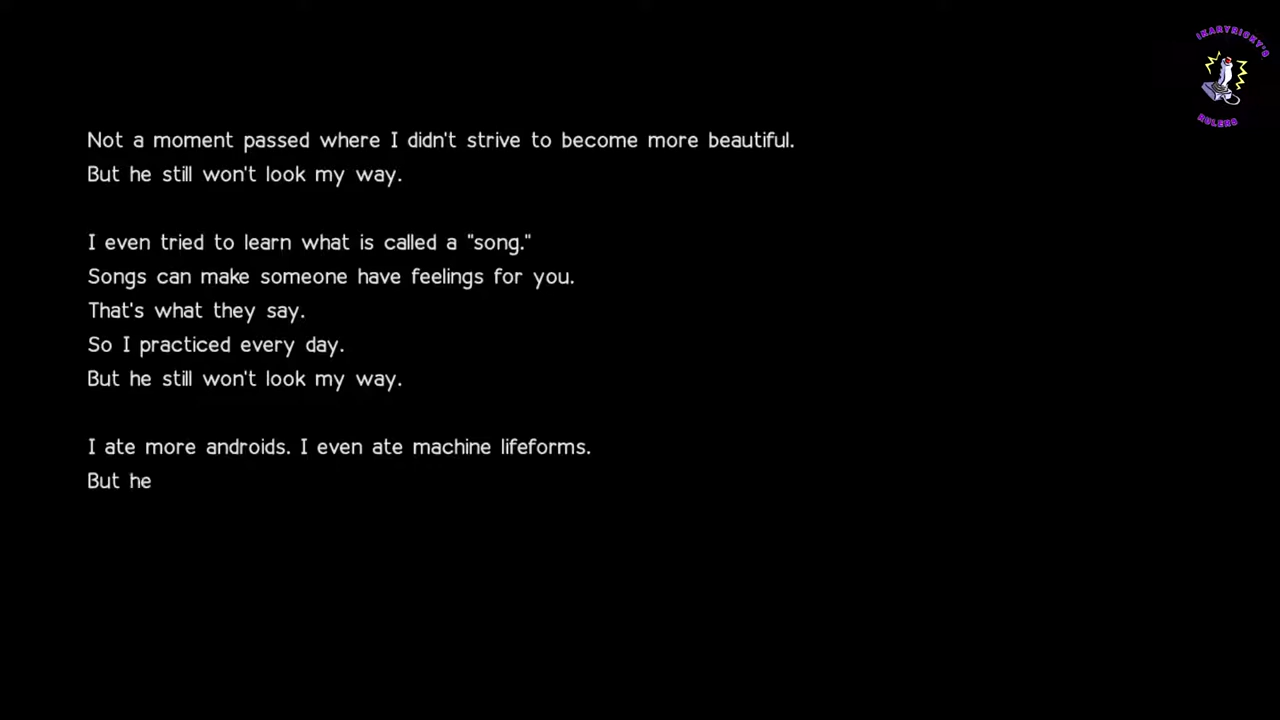 IKARYRICKY'S
RULERS
Not a moment passed where I didn't strive to become more beautiful.
But he still won't look my way.
I even tried to learn what is called a "song."
Songs can make someone have feelings for you.
That's what they say.
So I practiced every day.
But he still won't look my way.
I ate more androids. I even ate machine lifeforms.
But he